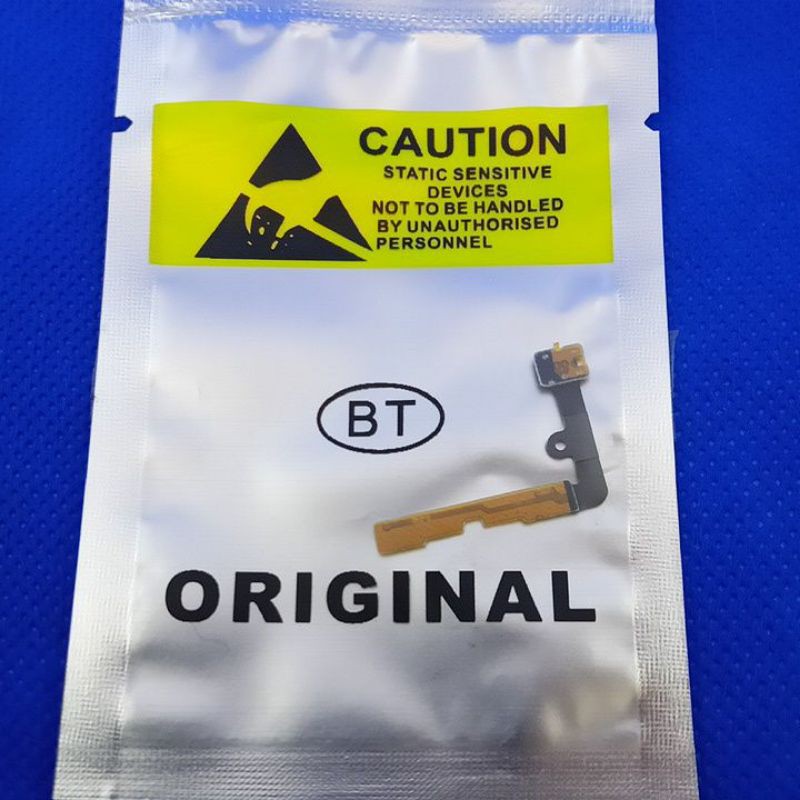 CAUTION
STATIC SENSITIVE
DEVICES
NOT TO BE HANDLED
BY UNAUTHORISED
PERSONNEL
BT
ORIGINAL